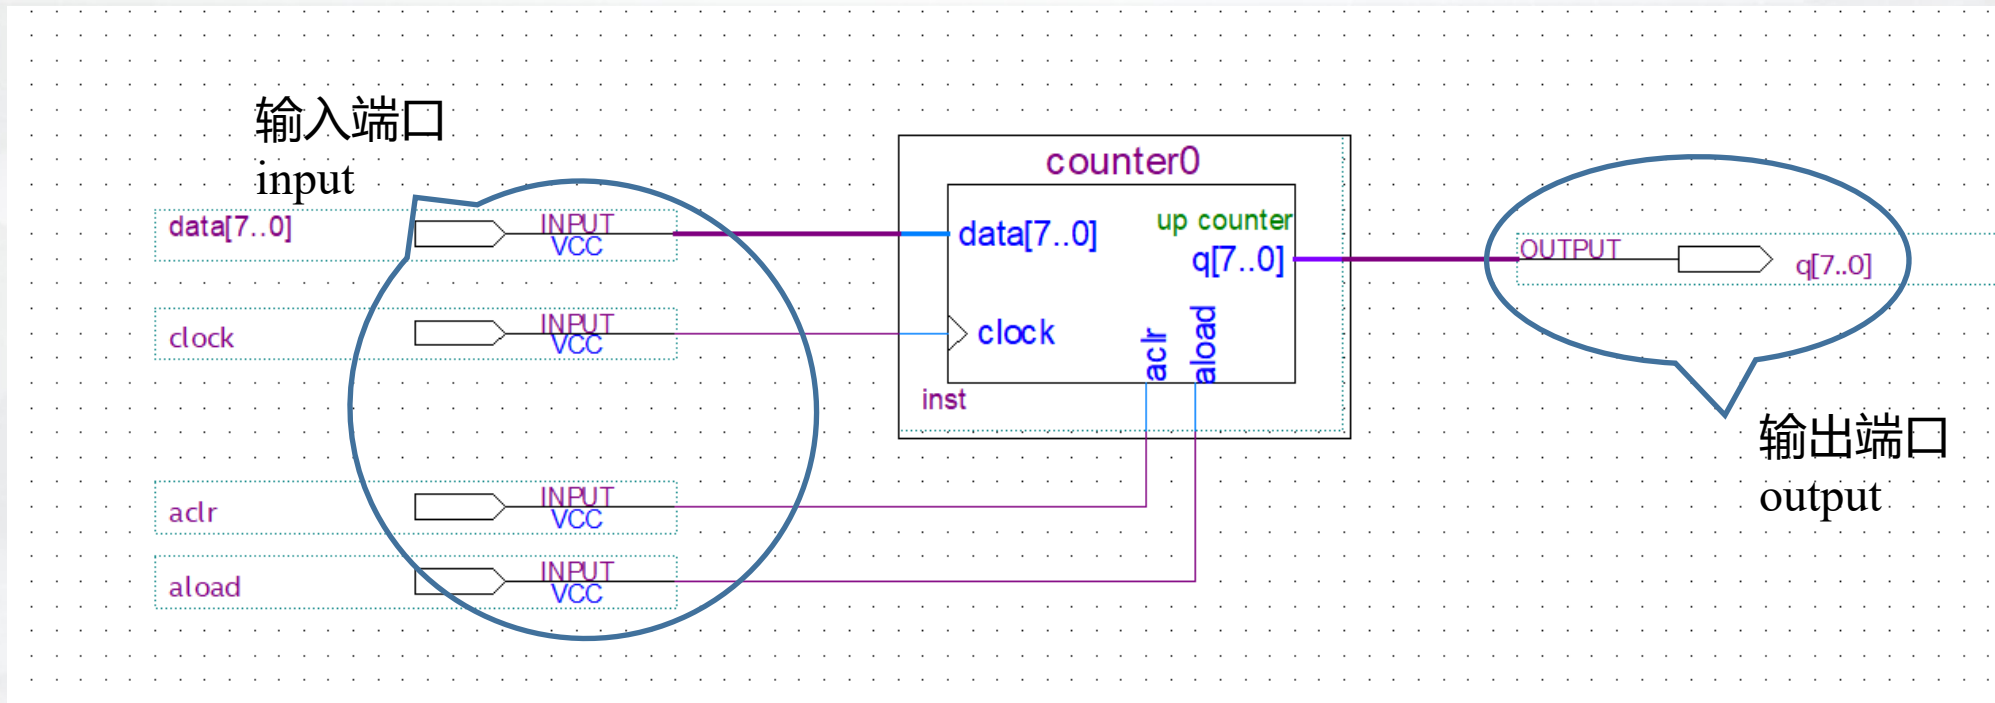 输入端口
input
data[7..0]
INPUT
VCC
clock
INPUT
VCC
aclr
INPUT
VCC
aload
INPUT
VCC
counter0
data[7..0]
up counter
q[7..0]
clock
aclr
aload
inst
OUTPUT
q[7..0]
输出端口
output